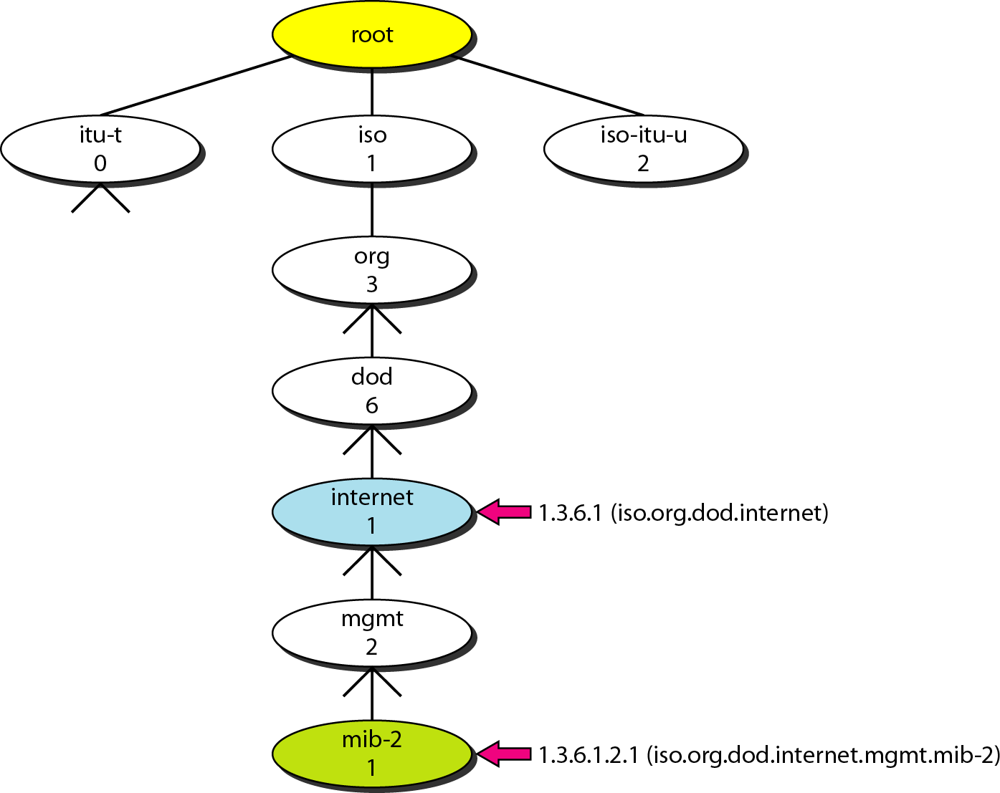 root
itu-t
0
iso
1
iso-itu-u
2
org
3
dod
6
internet
1
1.3.6.1 (iso.org.dod.internet)
mgmt
2
mib-2
1
1.3.6.1.2.1 (iso.org.dod.internet.mgmt.mib-2)